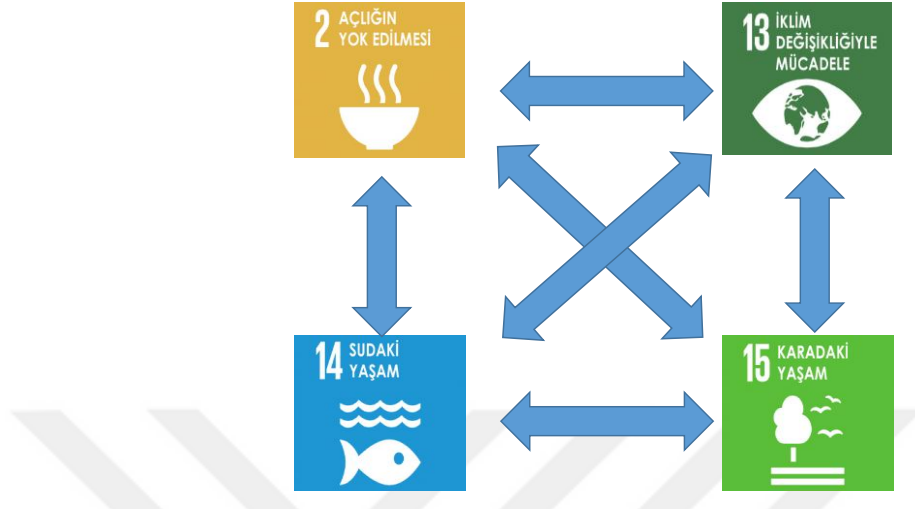 2 AÇLIĞIN
YOK EDİLMESİ
13 İKLİM
DEĞİŞİKLİĞİYLE
MÜCADELE
14 SUDAKİ
YAŞAM
15 KARADAKİ
YAŞAM